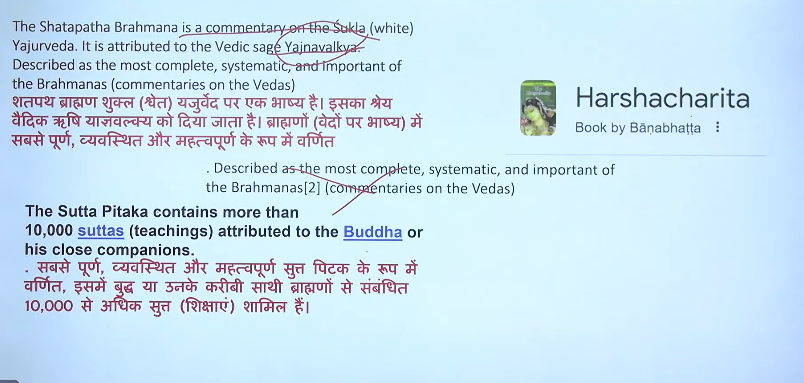 The Shatapatha Brahmana is a commentary on the Śukla (white)
Yajurveda. It is attributed to the Vedic sage Yajnavalkya.
Described as the most complete, systematic, and important of
the Brahmanas (commentaries on the Vedas)
शतपथ ब्राह्मण शुक्ल (श्वेत) यजुर्वेद पर एक भाष्य है। इसका श्रेय
वैदिक ऋषि याज्ञवल्क्य को दिया जाता है। ब्राह्मणों (वेदों पर भाष्य) में
सबसे पूर्ण, व्यवस्थित और महत्वपूर्ण के रूप में वर्णित
Harshacharita
Book by Bāṇabhaṭṭa
. Described as the most complete, systematic, and important of
the Brahmanas[2] (commentaries on the Vedas)
The Sutta Pitaka contains more than
10,000 suttas (teachings) attributed to the Buddha or
his close companions.
. सबसे पूर्ण, व्यवस्थित और महत्वपूर्ण सुत्त पिटक के रूप में
वर्णित, इसमें बुद्ध या उनके करीबी साथी ब्राह्मणों से संबंधित
10,000 से अधिक सुत्त (शिक्षाएं) शामिल हैं।